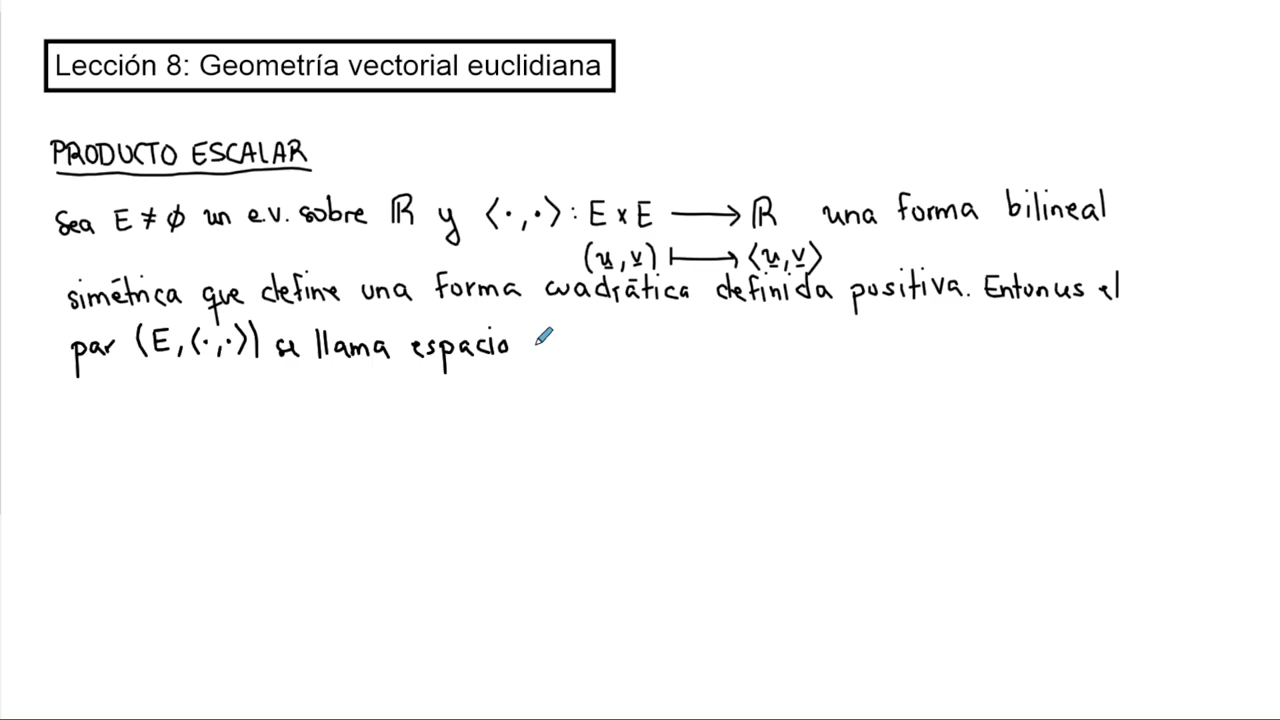 Lección 8: Geometría vectorial euclidiana
PRODUCTO ESCALAR
Sea E ≠ ∅ un e.v. sobre ℝ y ⟨·,·⟩ : E × E ⟶ ℝ una forma bilineal
(u̲, v̲) ⟼ ⟨u̲, v̲⟩
simétrica que define una forma cuadrática definida positiva. Entonces el
par (E, ⟨·,·⟩) se llama espacio